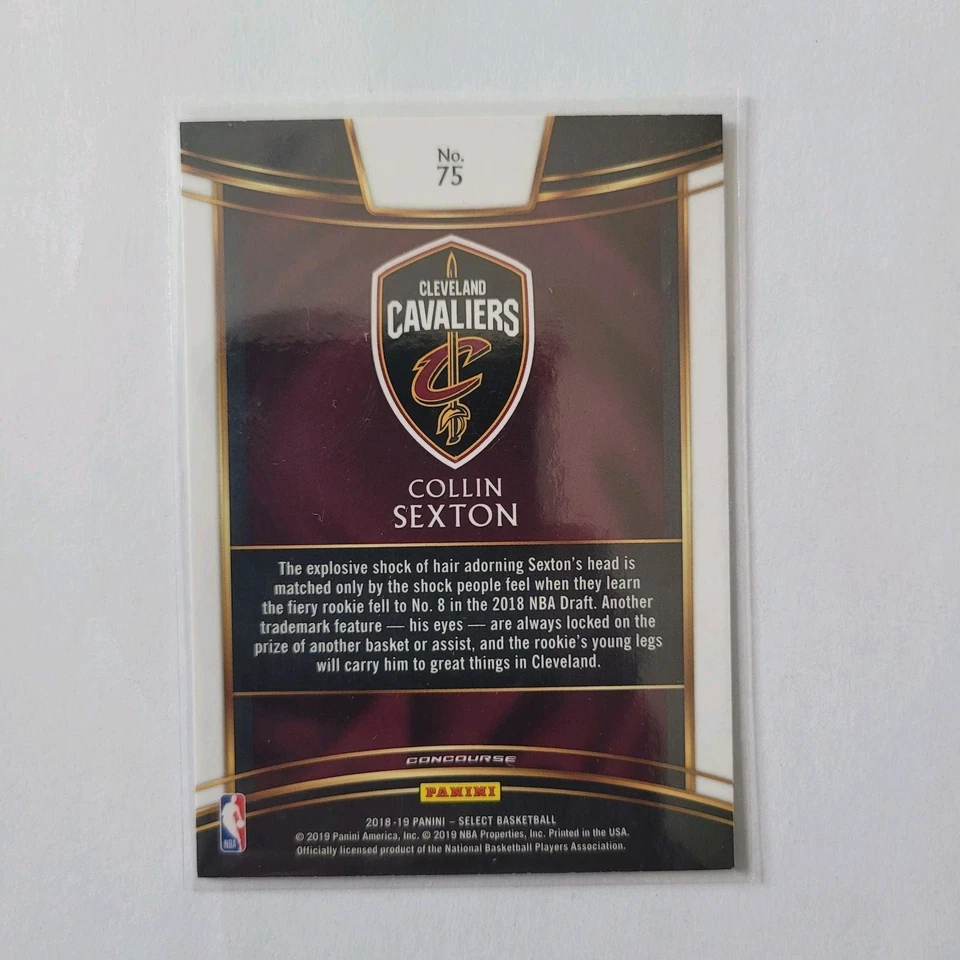 No.
75
CLEVELAND
CAVALIERS
C
COLLIN
SEXTON
The explosive shock of hair adorning Sexton's head is
matched only by the shock people feel when they learn
the fiery rookie fell to No. 8 in the 2018 NBA Draft. Another
trademark feature — his eyes — are always locked on the
prize of another basket or assist, and the rookie's young legs
will carry him to great things in Cleveland.
CONCOURSE
PANINI
NBA
2018-19 PANINI – SELECT BASKETBALL
© 2019 Panini America, Inc. © 2019 NBA Properties, Inc. Printed in the USA.
Officially licensed product of the National Basketball Players Association.